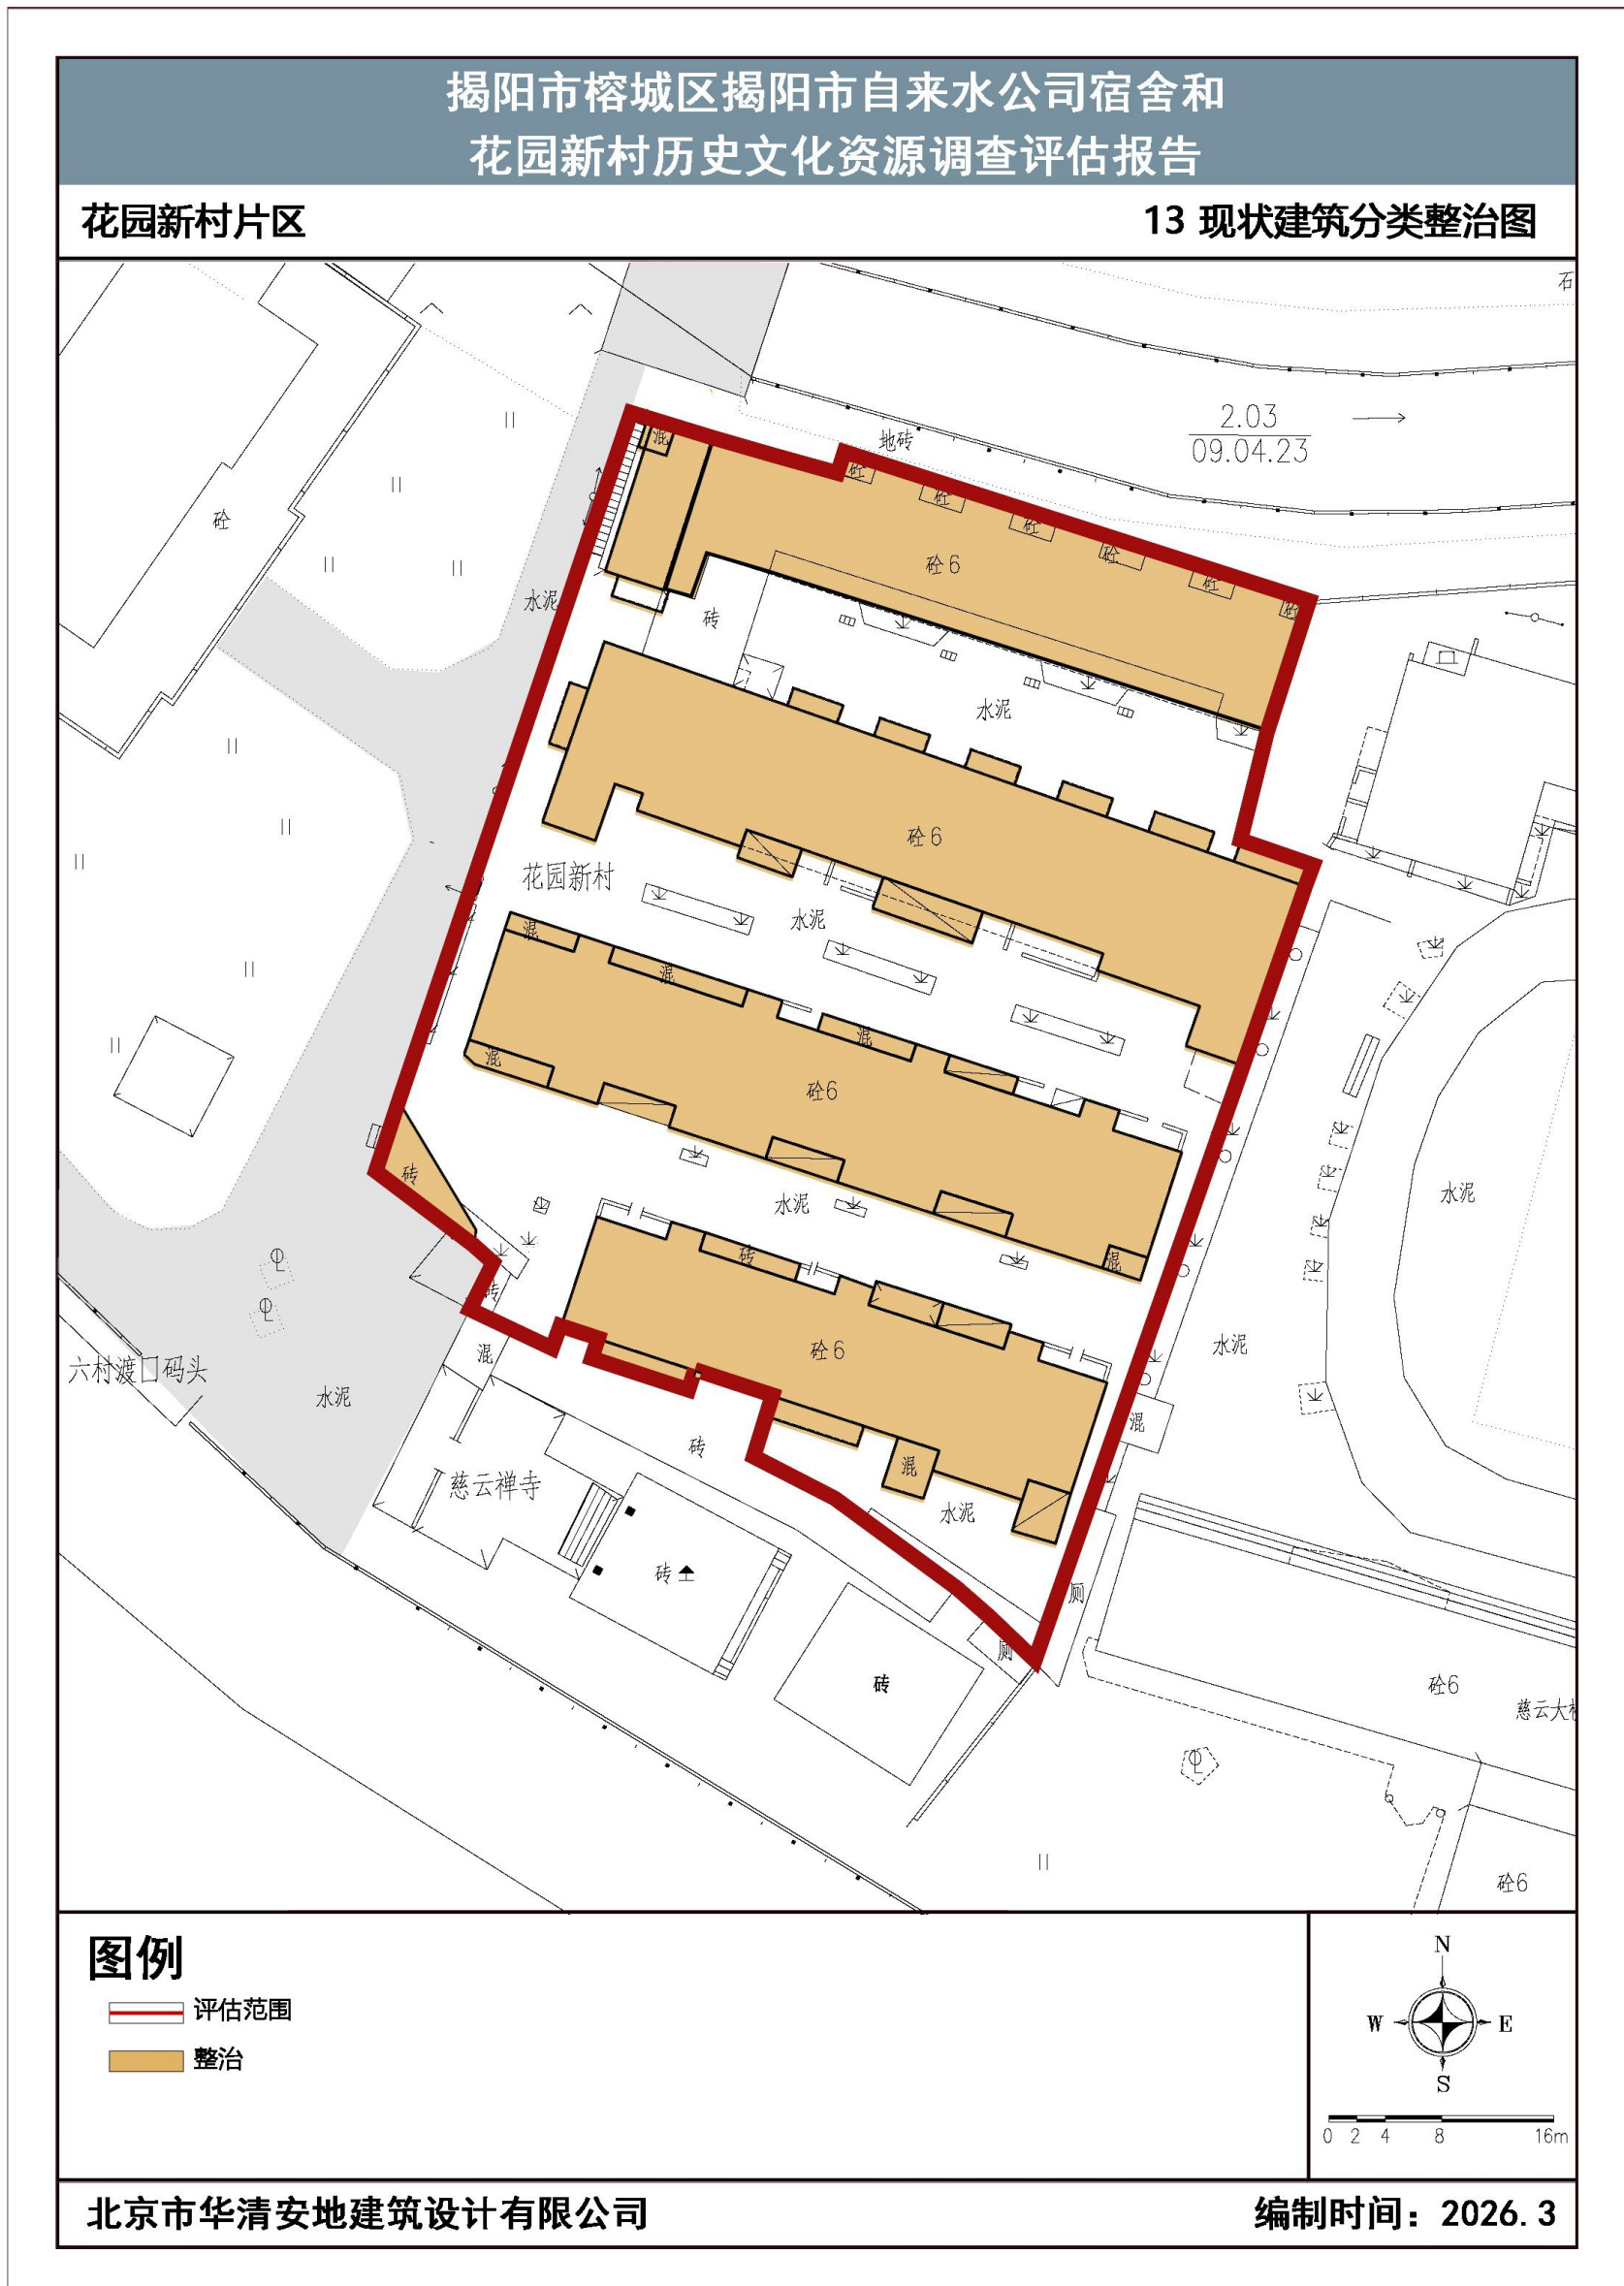 揭阳市榕城区揭阳市自来水公司宿舍和
花园新村历史文化资源调查评估报告
花园新村片区
13 现状建筑分类整治图
石
2.03
09.04.23
地砖
混
砼
砼
砼
砼
砼
砼
砼
砼6
水泥
砖
水泥
砼6
花园新村
水泥
混
混
混
混
砼6
砖
水泥
水泥
混
砖
砖
砼6
水泥
混
六村渡口码头
水泥
混
砖
混
慈云禅寺
水泥
砖
厕
厕
砖
砼6
慈云大
砼6
图例
评估范围
整治
N
W
E
S
0 2 4 8 16m
北京市华清安地建筑设计有限公司
编制时间：2026.3